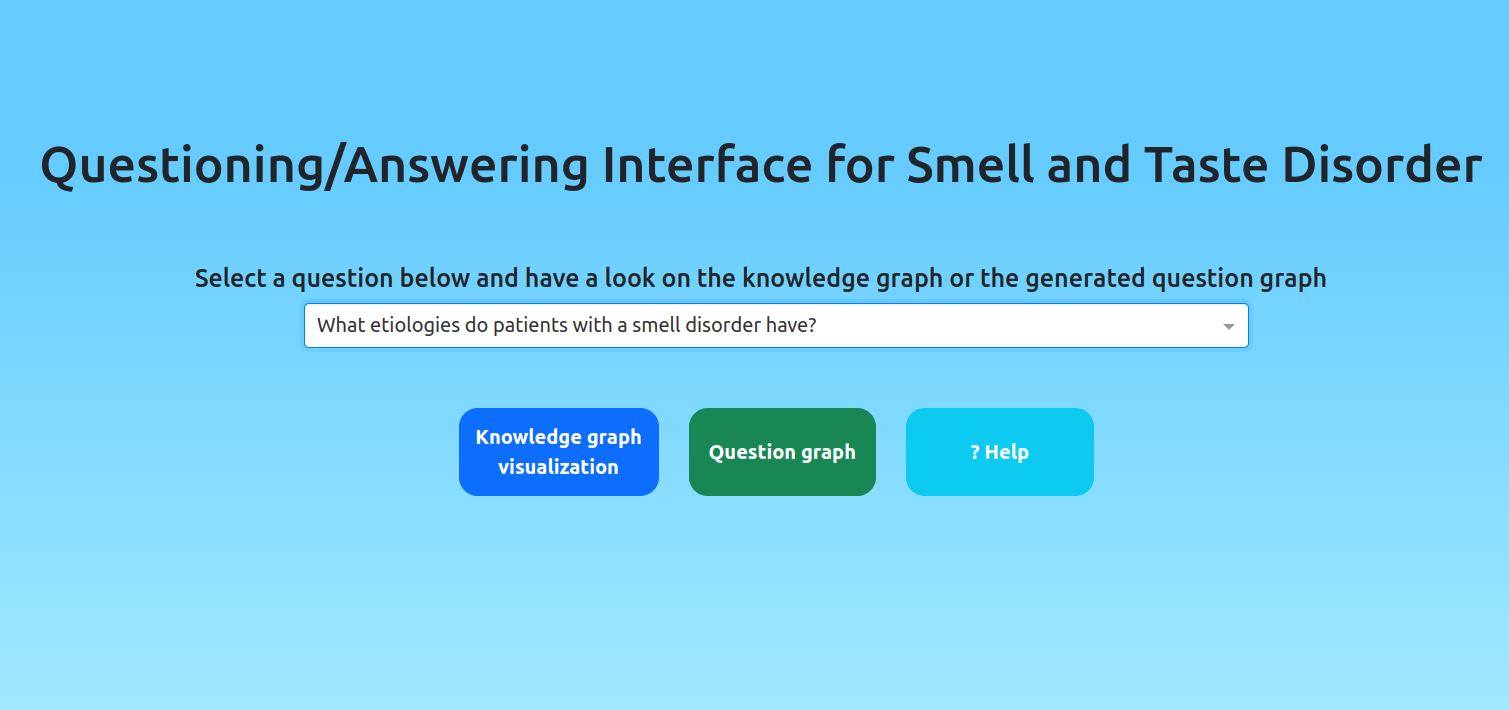 Questioning/Answering Interface for Smell and Taste Disorder
Select a question below and have a look on the knowledge graph or the generated question graph
What etiologies do patients with a smell disorder have?
Knowledge graph
visualization
Question graph
? Help